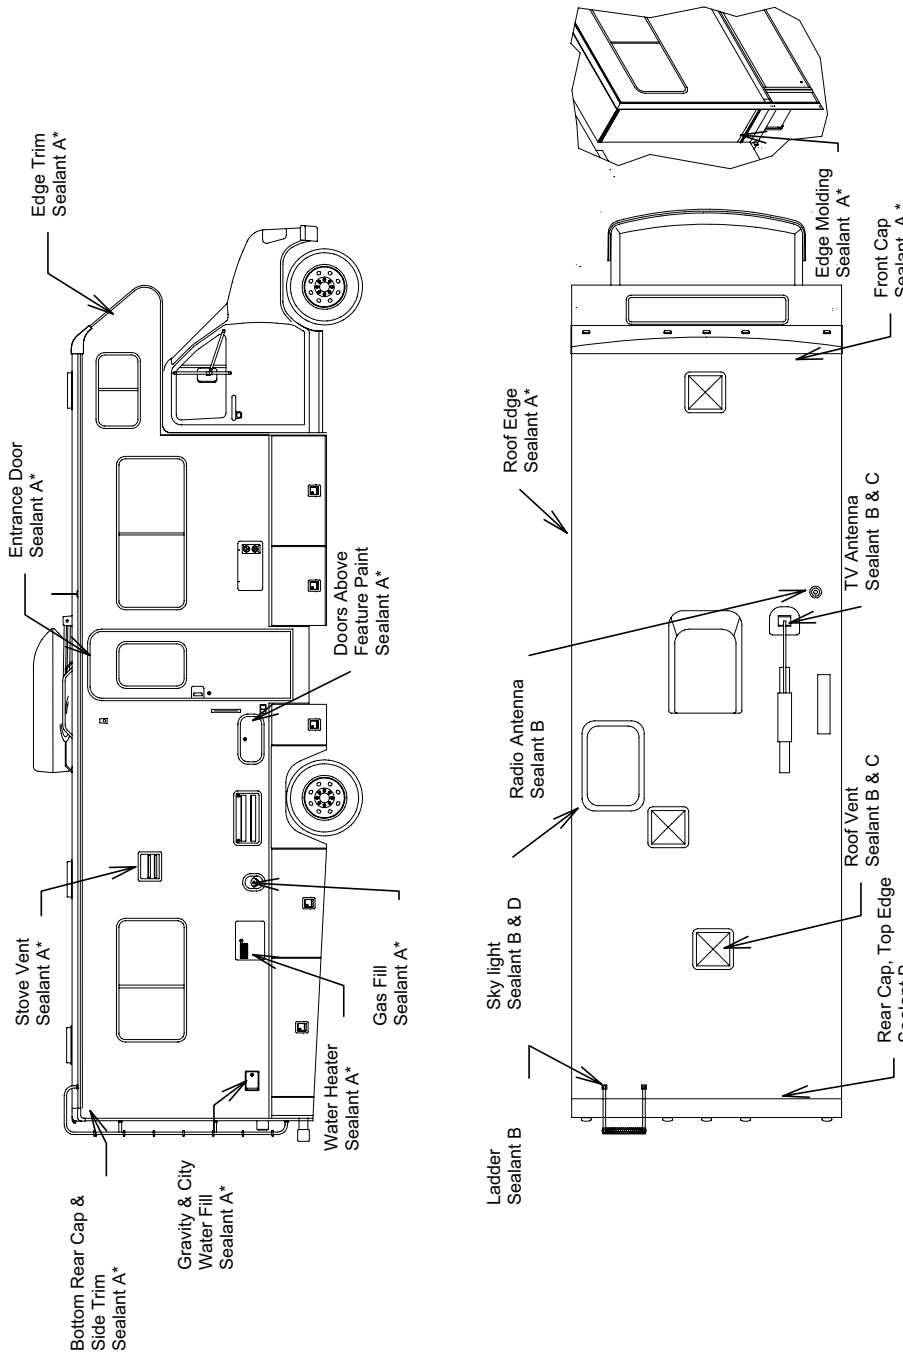 Edge Trim
Sealant A*
Entrance Door
Sealant A*
Doors Above
Feature Paint
Sealant A*
Stove Vent
Sealant A*
Gas Fill
Sealant A*
Water Heater
Sealant A*
Gravity & City
Water Fill
Sealant A*
Bottom Rear Cap &
Side Trim
Sealant A*
Edge Molding
Sealant A*
Front Cap
Sealant A*
Roof Edge
Sealant A*
TV Antenna
Sealant B & C
Radio Antenna
Sealant B
Roof Vent
Sealant B & C
Sky light
Sealant B & D
Rear Cap, Top Edge
Sealant B
Ladder
Sealant B